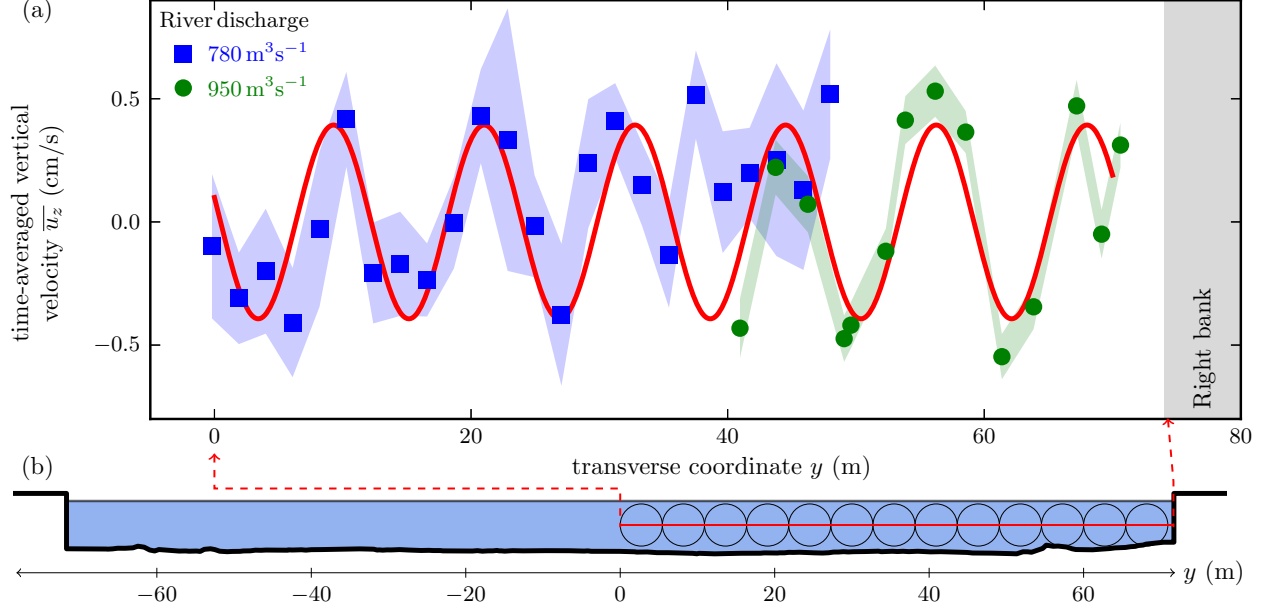 (a)
River discharge
780 m³s⁻¹
950 m³s⁻¹
time-averaged vertical
velocity $\overline{u_z}$ (cm/s)
0.5
0.0
−0.5
Right bank
0
20
40
60
80
transverse coordinate y (m)
(b)
−60
−40
−20
0
20
40
60
y (m)